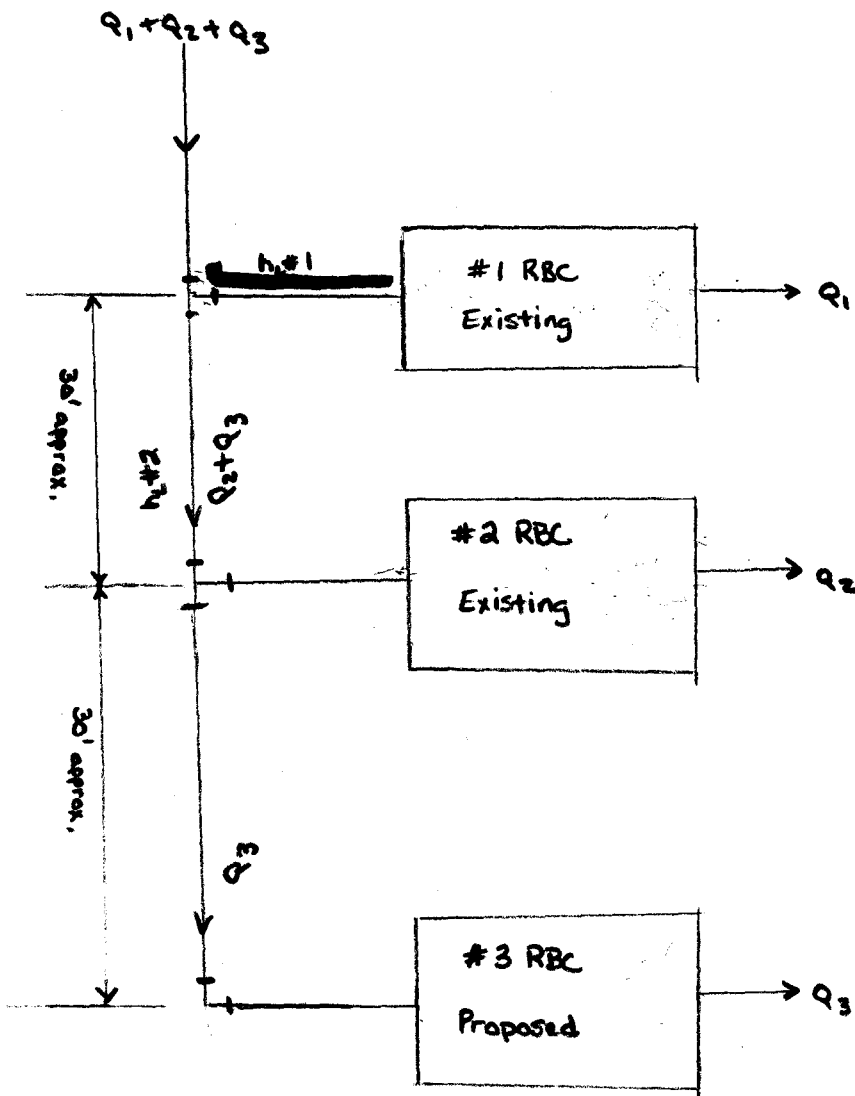 Q₁ + Q₂ + Q₃
h₁#1
#1 RBC
Existing
Q₁
30' approx.
h₂#2
Q₂+Q₃
#2 RBC
Existing
Q₂
30' approx.
Q₃
#3 RBC
Proposed
Q₃